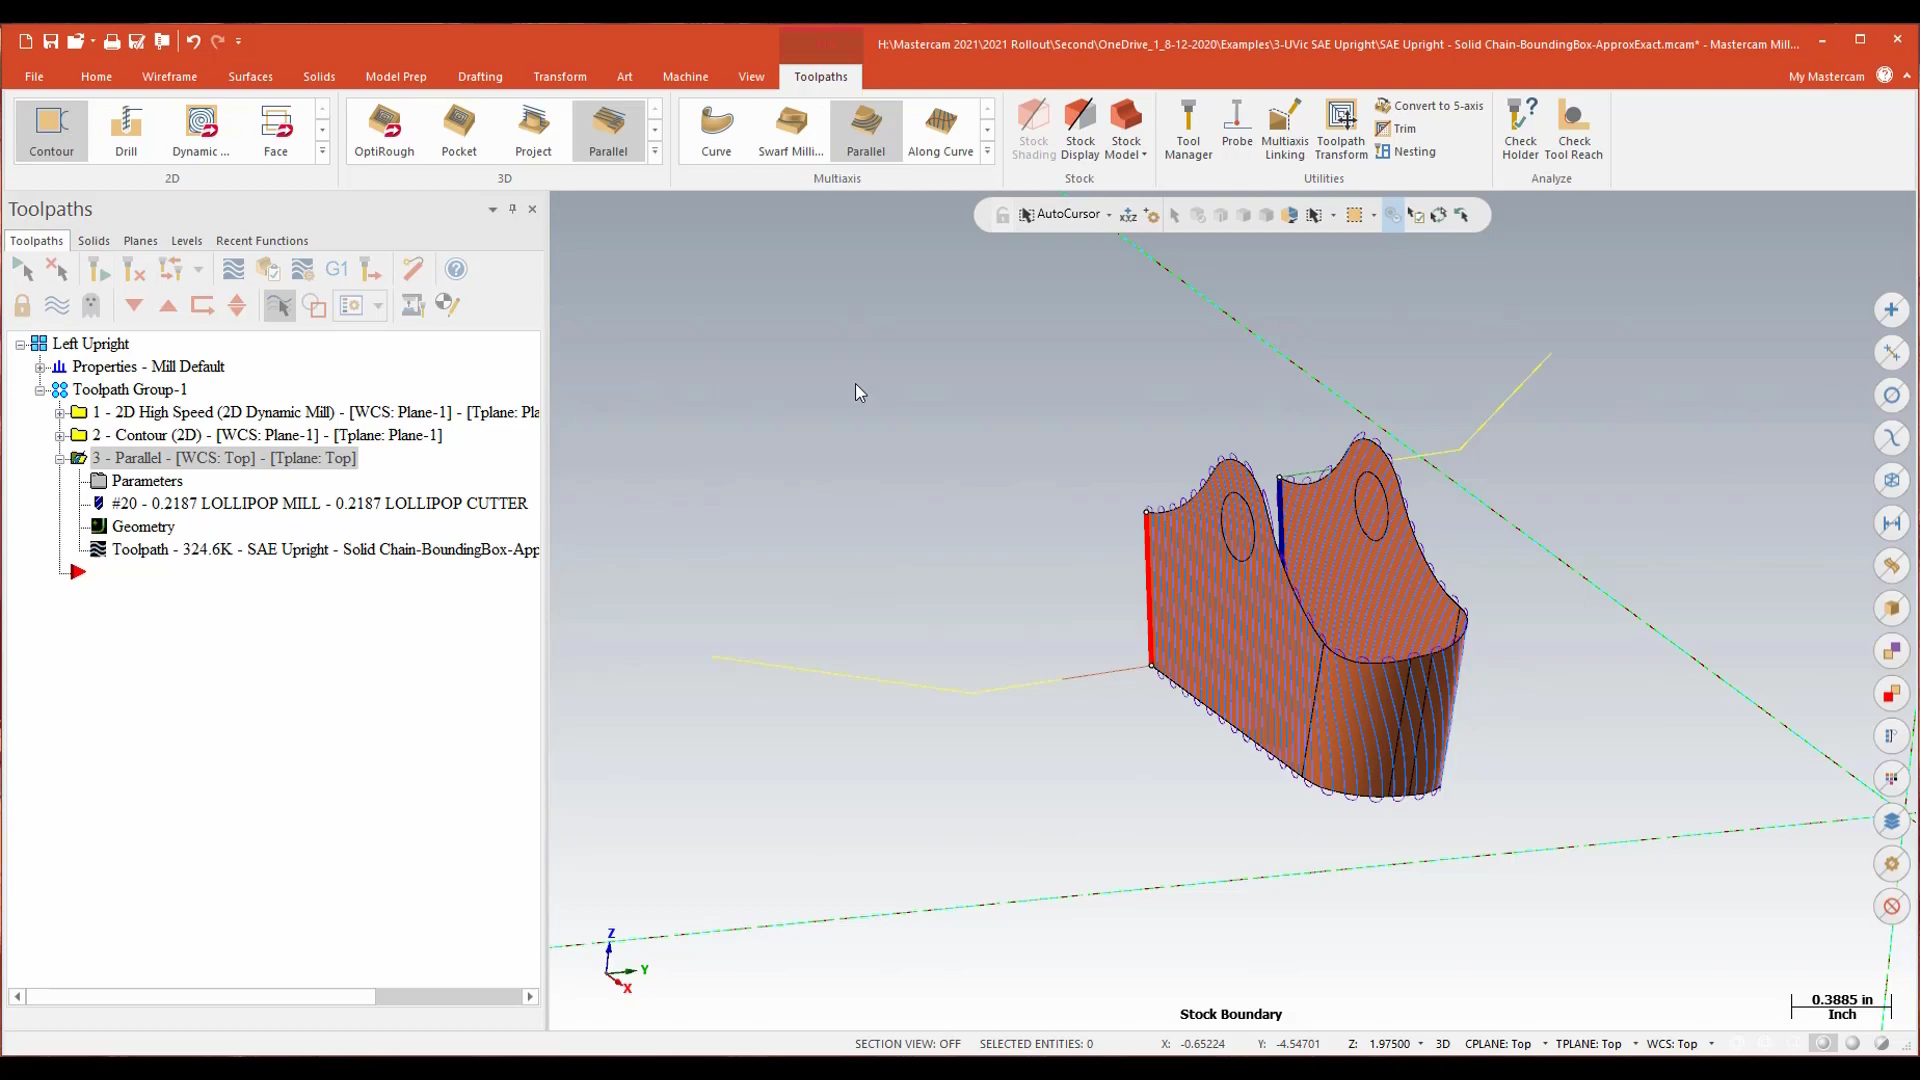 H:\Mastercam 2021\2021 Rollout\Second\OneDrive_1_8-12-2020\Examples\3-UVic SAE Upright\SAE Upright - Solid Chain-BoundingBox-ApproxExact.mcam* - Mastercam Mill...
File Home Wireframe Surfaces Solids Model Prep Drafting Transform Art Machine View Toolpaths My Mastercam
Contour Drill Dynamic ... Face
2D
OptiRough Pocket Project Parallel
3D
Curve Swarf Milli... Parallel Along Curve
Multiaxis
Stock Shading
Stock Display
Stock Model
Stock
Tool Manager
Probe
Multiaxis Linking
Toolpath Transform
Convert to 5-axis
Trim
Nesting
Utilities
Check Holder
Check Tool Reach
Analyze
Toolpaths
Toolpaths Solids Planes Levels Recent Functions
G1
AutoCursor
XYZ
Left Upright
Properties - Mill Default
Toolpath Group-1
1 - 2D High Speed (2D Dynamic Mill) - [WCS: Plane-1] - [Tplane: Pla
2 - Contour (2D) - [WCS: Plane-1] - [Tplane: Plane-1]
3 - Parallel - [WCS: Top] - [Tplane: Top]
Parameters
#20 - 0.2187 LOLLIPOP MILL - 0.2187 LOLLIPOP CUTTER
Geometry
Toolpath - 324.6K - SAE Upright - Solid Chain-BoundingBox-App
Z
Y
X
0.3885 in
Inch
Stock Boundary
SECTION VIEW: OFF SELECTED ENTITIES: 0 X: -0.65224 Y: -4.54701 Z: 1.97500 3D CPLANE: Top TPLANE: Top WCS: Top